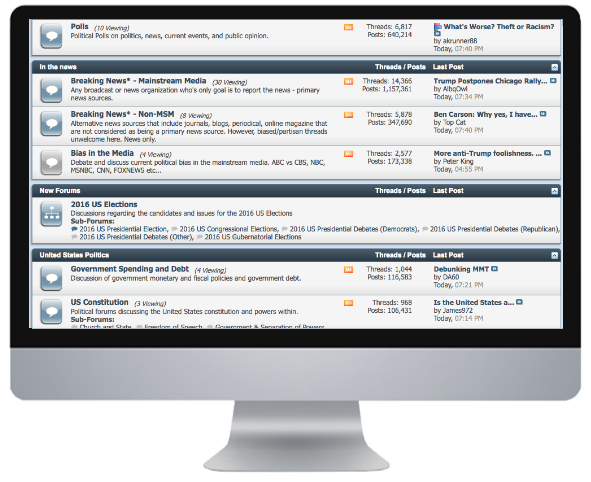 Polls (10 Viewing)
Political Polls on politics, news, current events, and public opinion.
Threads: 6,817
Posts: 640,214
What's Worse? Theft or Racism?
by akrunner88
Today, 07:40 PM
In the news
Threads / Posts Last Post
Breaking News* - Mainstream Media (30 Viewing)
Any broadcast or news organization who's only goal is to report the news - primary
news sources.
Threads: 14,366
Posts: 1,157,361
Trump Postpones Chicago Rally...
by AlbqOwl
Today, 07:34 PM
Breaking News* - Non-MSM (8 Viewing)
Alternative news sources that include journals, blogs, periodical, online magazine that
are not considered as being a primary news source. However, biased/partisan threads
unwelcome here. News only.
Threads: 5,878
Posts: 347,690
Ben Carson: Why yes, I have...
by Top Cat
Today, 07:40 PM
Bias in the Media (4 Viewing)
Debate and discuss current political bias in the mainstream media. ABC vs CBS, NBC,
MSNBC, CNN, FOXNEWS etc...
Threads: 2,577
Posts: 173,338
More anti-Trump foolishness. ...
by Peter King
Today, 04:55 PM
New Forums
Threads / Posts Last Post
2016 US Elections
Discussions regarding the candidates and issues for the 2016 US Elections
Sub-Forums:
2016 US Presidential Election, 2016 US Congressional Elections, 2016 US Presidential Debates (Democrats), 2016 US Presidential Debates (Republican),
2016 US Presidential Debates (Other), 2016 US Gubernatorial Elections
United States Politics
Threads / Posts Last Post
Government Spending and Debt (4 Viewing)
Discussion of government monetary and fiscal policies and government debt.
Threads: 1,044
Posts: 116,583
Debunking MMT
by DA60
Today, 07:21 PM
US Constitution (3 Viewing)
Political forums discussing the United States constitution and powers within.
Sub-Forums:
Church and State, Freedom of Speech, Government & Separation of Powers
Threads: 968
Posts: 106,431
Is the United States a...
by James972
Today, 07:14 PM